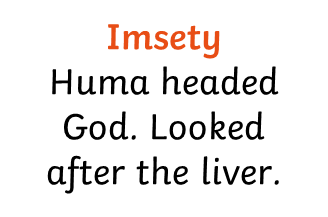 Imsety
Huma headed
God. Looked
after the liver.